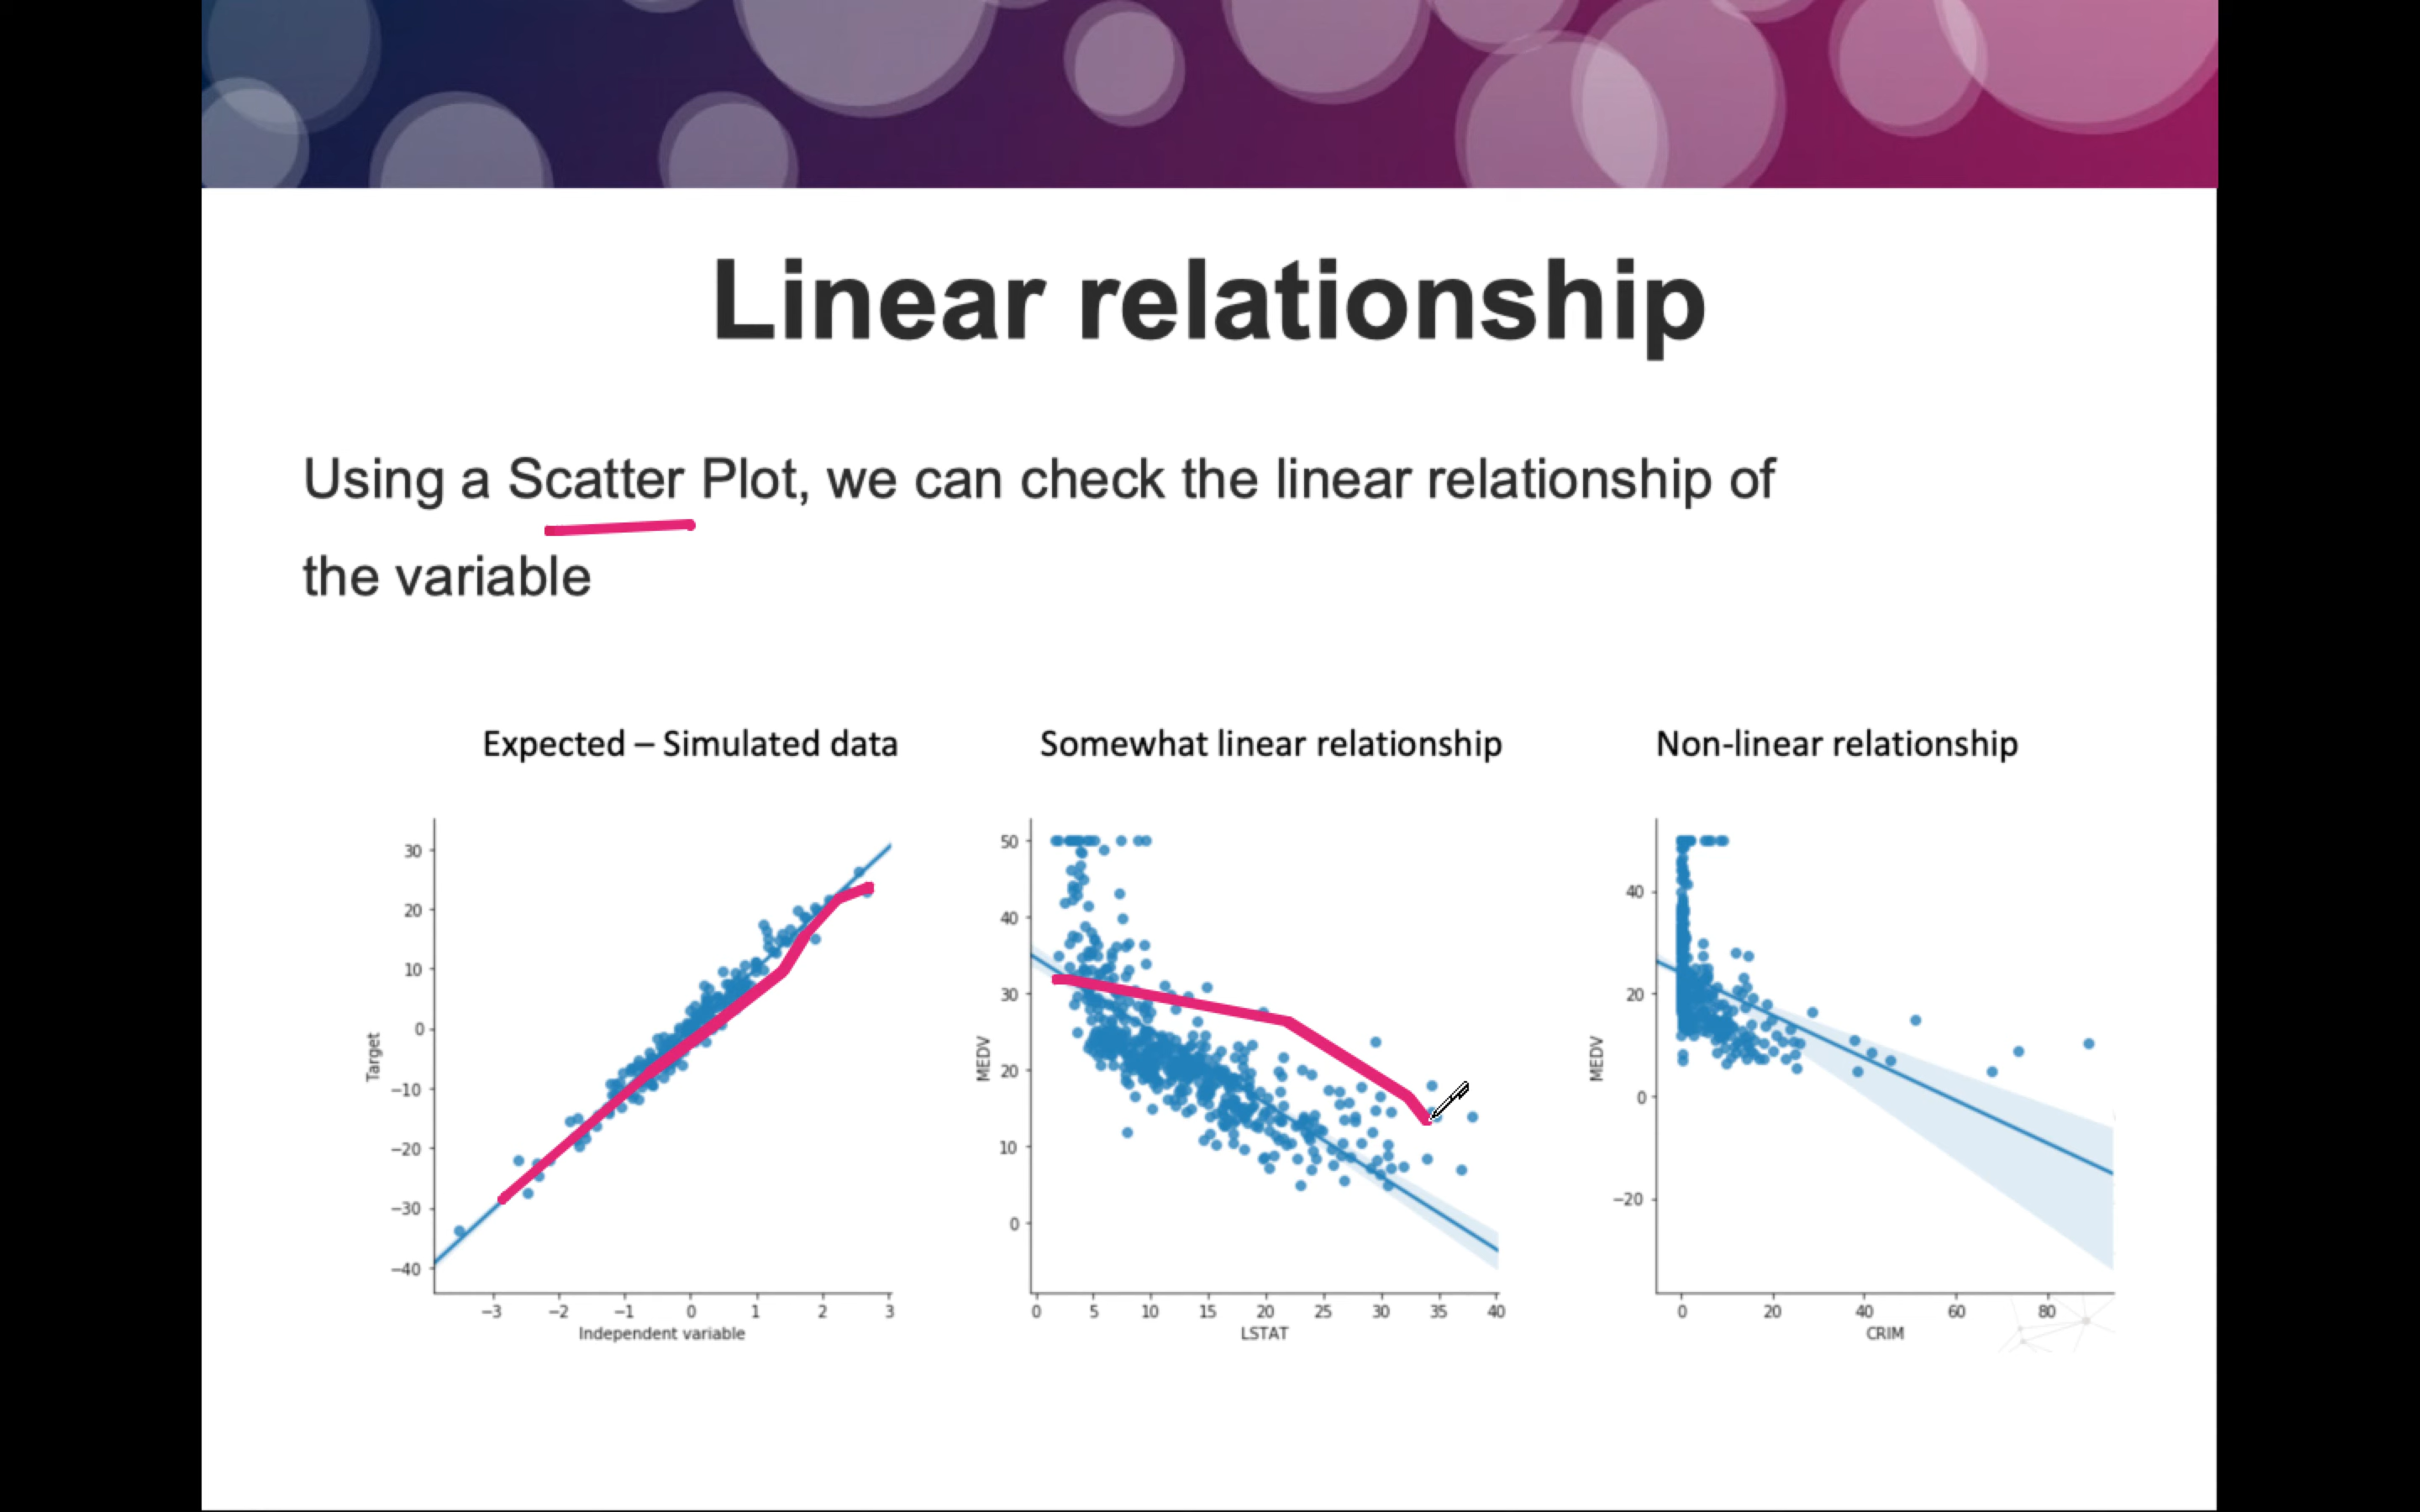 Linear relationship
Using a Scatter Plot, we can check the linear relationship of
the variable
Expected – Simulated data
30
20
10
0
−10
−20
−30
−40
Target
−3 −2 −1 0 1 2 3
Independent variable
Somewhat linear relationship
50
40
30
20
10
0
MEDV
0 5 10 15 20 25 30 35 40
LSTAT
Non-linear relationship
40
20
0
−20
MEDV
0 20 40 60 80
CRIM